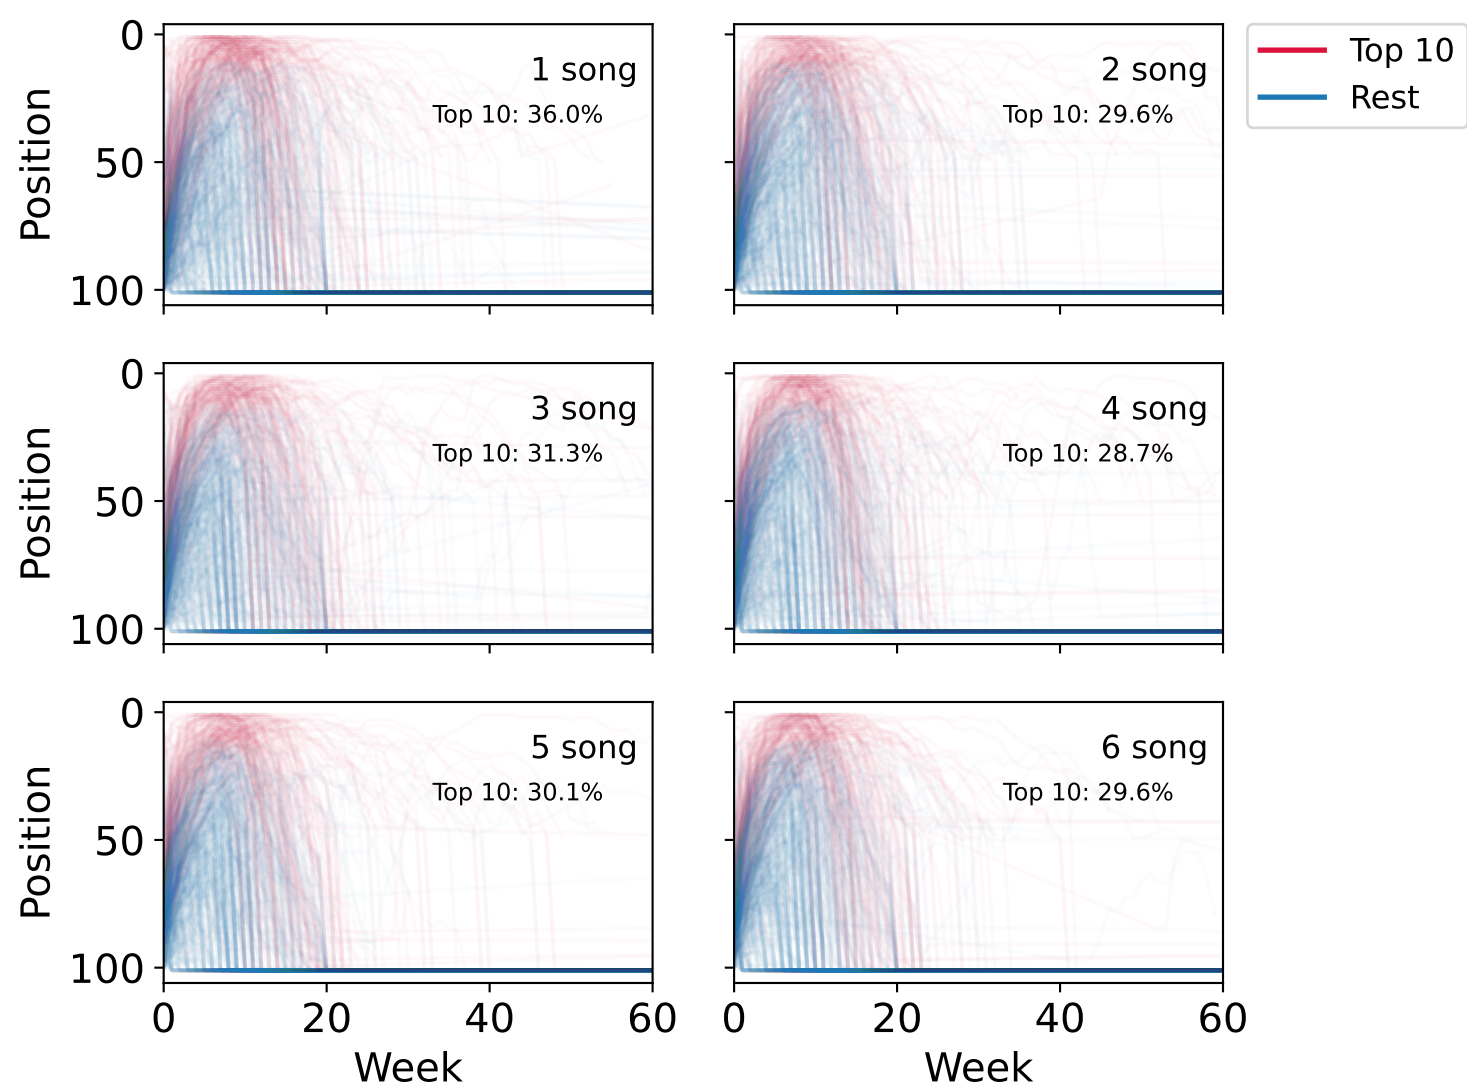 0
50
100
Position
1 song
Top 10: 36.0%
2 song
Top 10: 29.6%
Top 10
Rest
0
50
100
Position
3 song
Top 10: 31.3%
4 song
Top 10: 28.7%
0
50
100
Position
5 song
Top 10: 30.1%
6 song
Top 10: 29.6%
0 20 40 60
Week
0 20 40 60
Week